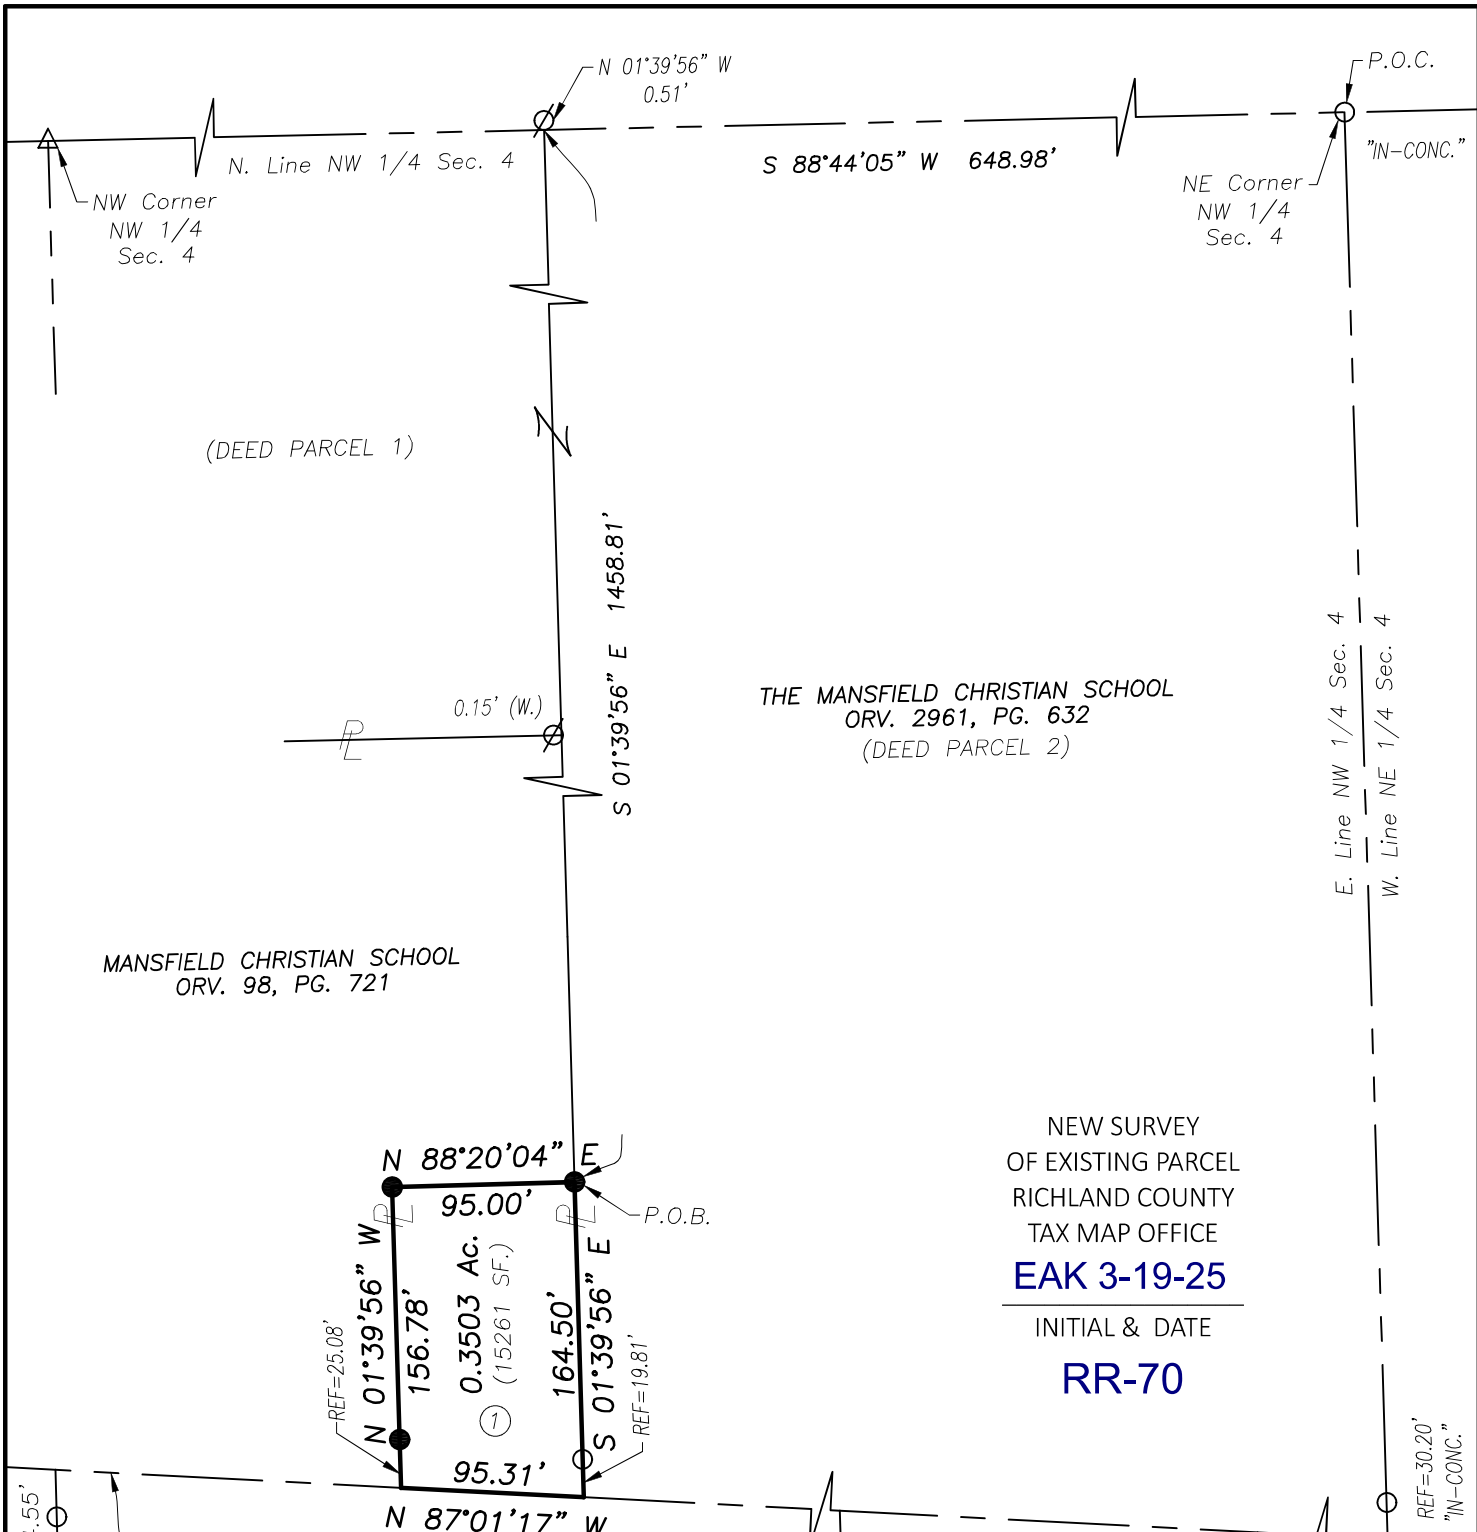 N 01°39'56" W
0.51'
P.O.C.
N. Line NW 1/4 Sec. 4
S 88°44'05" W 648.98'
"IN-CONC."
NW Corner
NW 1/4
Sec. 4
NE Corner
NW 1/4
Sec. 4
(DEED PARCEL 1)
S 01°39'56" E 1458.81'
0.15' (W.)
PL
THE MANSFIELD CHRISTIAN SCHOOL
ORV. 2961, PG. 632
(DEED PARCEL 2)
E. Line NW 1/4 Sec. 4
W. Line NE 1/4 Sec. 4
MANSFIELD CHRISTIAN SCHOOL
ORV. 98, PG. 721
N 88°20'04" E
95.00'
PL
PL
P.O.B.
N 01°39'56" W
156.78'
REF=25.08'
0.3503 Ac.
(15261 SF.)
1
164.50'
S 01°39'56" E
REF=19.81'
95.31'
N 87°01'17" W
NEW SURVEY
OF EXISTING PARCEL
RICHLAND COUNTY
TAX MAP OFFICE
EAK 3-19-25
INITIAL & DATE
RR-70
REF=30.20'
"IN-CONC."
.55'